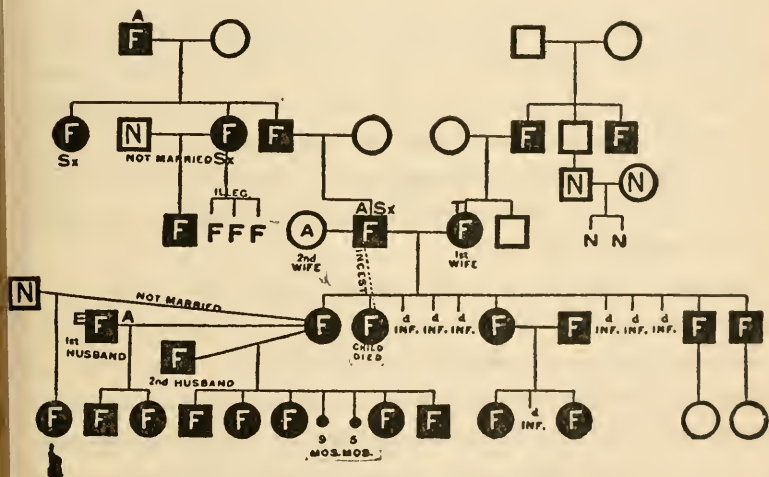 A
F
F N F F F F
Sx NOT MARRIED Sx
N N
ILLEG.
A Sx
F F F F A F F N N
2nd WIFE
1st WIFE
INCEST
N
NOT MARRIED
E F A
1st HUSBAND
F F d d d F F d d d F F
INF. INF. INF. INF. INF. INF.
CHILD DIED
F
2nd HUSBAND
F F F F F F F F F d F
9 5 INF.
MOS. MOS.